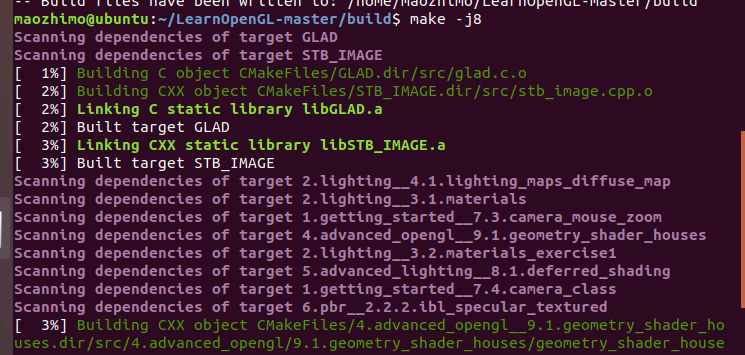 -- Build files have been written to: /home/maozhimo/LearnOpenGL-master/build
maozhimo@ubuntu:~/LearnOpenGL-master/build$ make -j8
Scanning dependencies of target GLAD
Scanning dependencies of target STB_IMAGE
[  1%] Building C object CMakeFiles/GLAD.dir/src/glad.c.o
[  2%] Building CXX object CMakeFiles/STB_IMAGE.dir/src/stb_image.cpp.o
[  2%] Linking C static library libGLAD.a
[  2%] Built target GLAD
[  3%] Linking CXX static library libSTB_IMAGE.a
[  3%] Built target STB_IMAGE
Scanning dependencies of target 2.lighting__4.1.lighting_maps_diffuse_map
Scanning dependencies of target 2.lighting__3.1.materials
Scanning dependencies of target 1.getting_started__7.3.camera_mouse_zoom
Scanning dependencies of target 4.advanced_opengl__9.1.geometry_shader_houses
Scanning dependencies of target 2.lighting__3.2.materials_exercise1
Scanning dependencies of target 5.advanced_lighting__8.1.deferred_shading
Scanning dependencies of target 1.getting_started__7.4.camera_class
Scanning dependencies of target 6.pbr__2.2.2.ibl_specular_textured
[  3%] Building CXX object CMakeFiles/4.advanced_opengl__9.1.geometry_shader_ho
uses.dir/src/4.advanced_opengl/9.1.geometry_shader_houses/geometry_shader_house